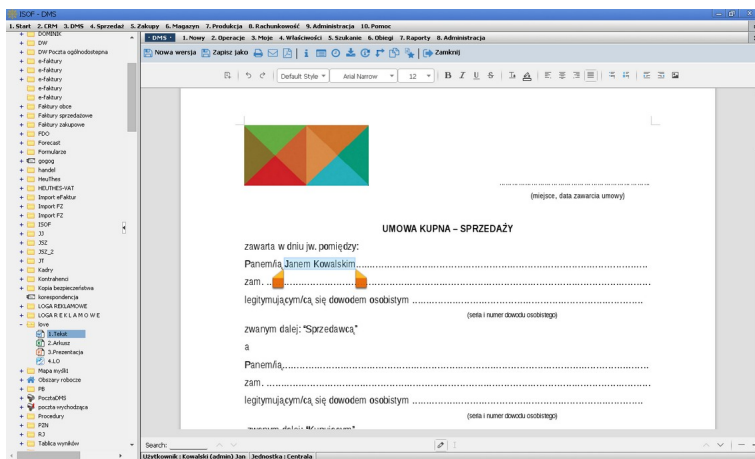 ISOF - DMS
1. Start 2. CRM 3. DMS 4. Sprzedaż 5. Zakupy 6. Magazyn 7. Produkcja 8. Rachunkowość 9. Administracja 10. Pomoc
DOMINIK
DW
DW Poczta ogólnodostępna
e-faktury
e-faktury
e-faktury
e-faktury
e-faktury
Faktury obce
Faktury sprzedażowe
Faktury zakupowe
FDO
Forecast
Formularze
gogog
handel
HeuThes
HEUTHES-VAT
Import eFaktur
Import FZ
Import FZ
ISOF
JJ
JSZ
JSZ_2
JT
Kadry
Kontrahenci
Kopia bezpieczeństwa
korespondencja
LOGA REKLAMOWE
LOGA R E K L A M O W E
love
1.Tekst
2.Arkusz
3.Prezentacja
4.LO
Mapa myśli
Obszary robocze
PB
PocztaDMS
poczta wychodząca
Procedury
PZN
RJ
Tablica wyników
DMS 1. Nowy 2. Operacje 3. Moje 4. Właściwości 5. Szukanie 6. Obiegi 7. Raporty 8. Administracja
Nowa wersja Zapisz jako Zamknij
Default Style Arial Narrow 12 B I U S
................................................................
(miejsce, data zawarcia umowy)
UMOWA KUPNA – SPRZEDAŻY
zawarta w dniu jw. pomiędzy:
Panem/ią Janem Kowalskim................................................................
zam. ................................................................
legitymującym/cą się dowodem osobistym ................................................................
(seria i numer dowodu osobistego)
zwanym dalej: “Sprzedawcą”
a
Panem/ią................................................................
zam. ................................................................
legitymującym/cą się dowodem osobistym ................................................................
(seria i numer dowodu osobistego)
zwanym dalej: “Kupującym”
Search:
Użytkownik : Kowalski (admin) Jan Jednostka : Centrala